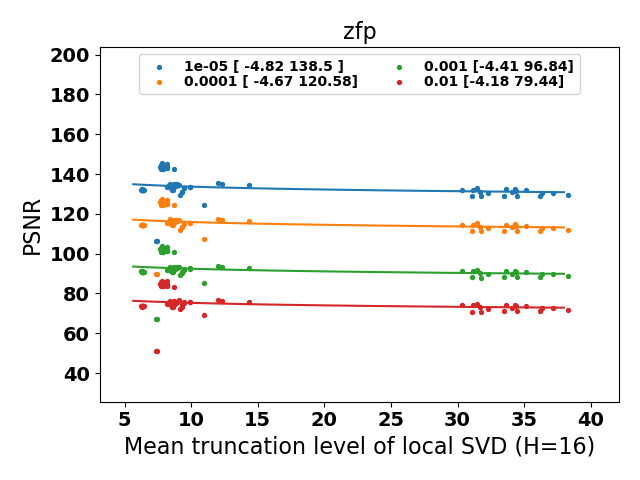 zfp
1e-05 [ -4.82 138.5 ]
0.0001 [ -4.67 120.58]
0.001 [-4.41 96.84]
0.01 [-4.18 79.44]
200
180
160
140
120
100
80
60
40
PSNR
5 10 15 20 25 30 35 40
Mean truncation level of local SVD (H=16)